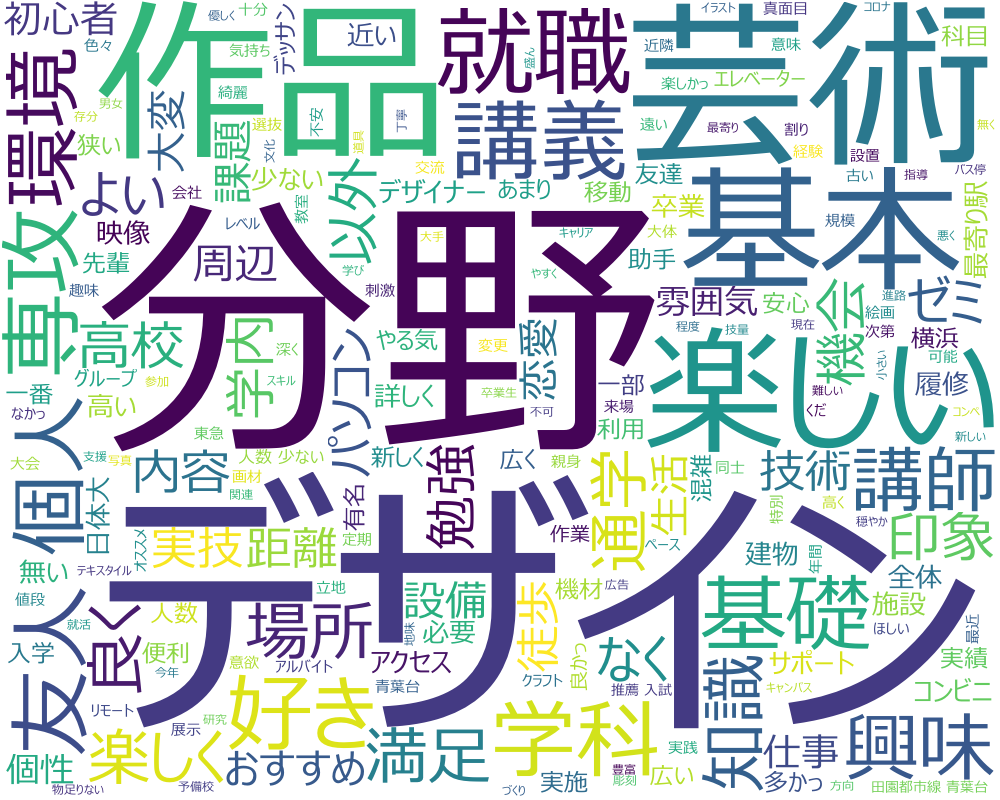 初心者
色々
優しく
十分
気持ち
綺麗
デッサン
盛ん
近い
不安
丁寧
就職
イラスト
コロナ
真面目
近隣
意味
科目
楽しかっ
エレベーター
作品
芸術
男女
存分
環境
狭い
大変
課題
選抜
文化
道具
講義
遠い
最寄り
割り
無く
よい
会社
少ない
教室
以外
交流
デザイナー
あまり
移動
友達
経験
設置
古い
指導
バス停
基本
専攻
映像
レベル
周辺
大手
キャリア
卒業
大体
規模
悪く
最寄り駅
先輩
趣味
学び
刺激
やすく
助手
分野
雰囲気
安心
機会
絵画
進路
ゼミ
高校
学内
深く
やる気
変更
恋愛
程度
技量
現在
次第
横浜
可能
小さい
一番
グループ
スキル
パソコン
詳しく
卒業生
不可
一部
来場
楽しい
難しい
くだ
履修
コンペ
なかっ
高い
参加
東急
利用
個人
大会
支援
写真
内容
人数 少ない
新しく
広く
親身
混雑
同士
技術
講師
新しい
日体大
画材
関連
勉強
有名
通学
生活
特別
高く
穏やか
オススメ
実技
距離
定期
作業
ペース
年間
印象
無い
テキスタイル
デザイン
建物
全体
値段
就活
人数
立地
設備
機材
広告
基礎
施設
ほしい
最近
友人
良く
場所
地味
必要
徒歩
なく
入学
便利
今年
意欲
アルバイト
アクセス
クラフト
良かっ
知識
サポート
実績
リモート
好き
青葉台
推薦 入試
キャンパス
コンビニ
展示
研究
学科
実践
仕事
興味
個性
楽しく
おすすめ
満足
実施
豊富
彫刻
広い
多かっ
物足りない
予備校
づくり
方向
田園都市線 青葉台